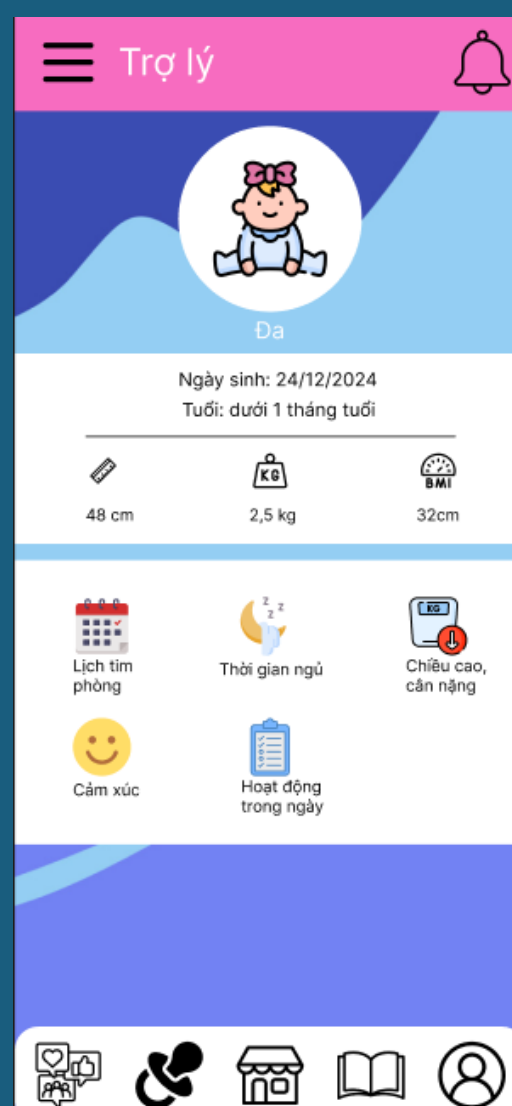 Trợ lý
Đa
Ngày sinh: 24/12/2024
Tuổi: dưới 1 tháng tuổi
KG
BMI
48 cm
2,5 kg
32cm
z z z
KG
Lịch tim
phòng
Thời gian ngủ
Chiều cao,
cân nặng
Cảm xúc
Hoạt động
trong ngày